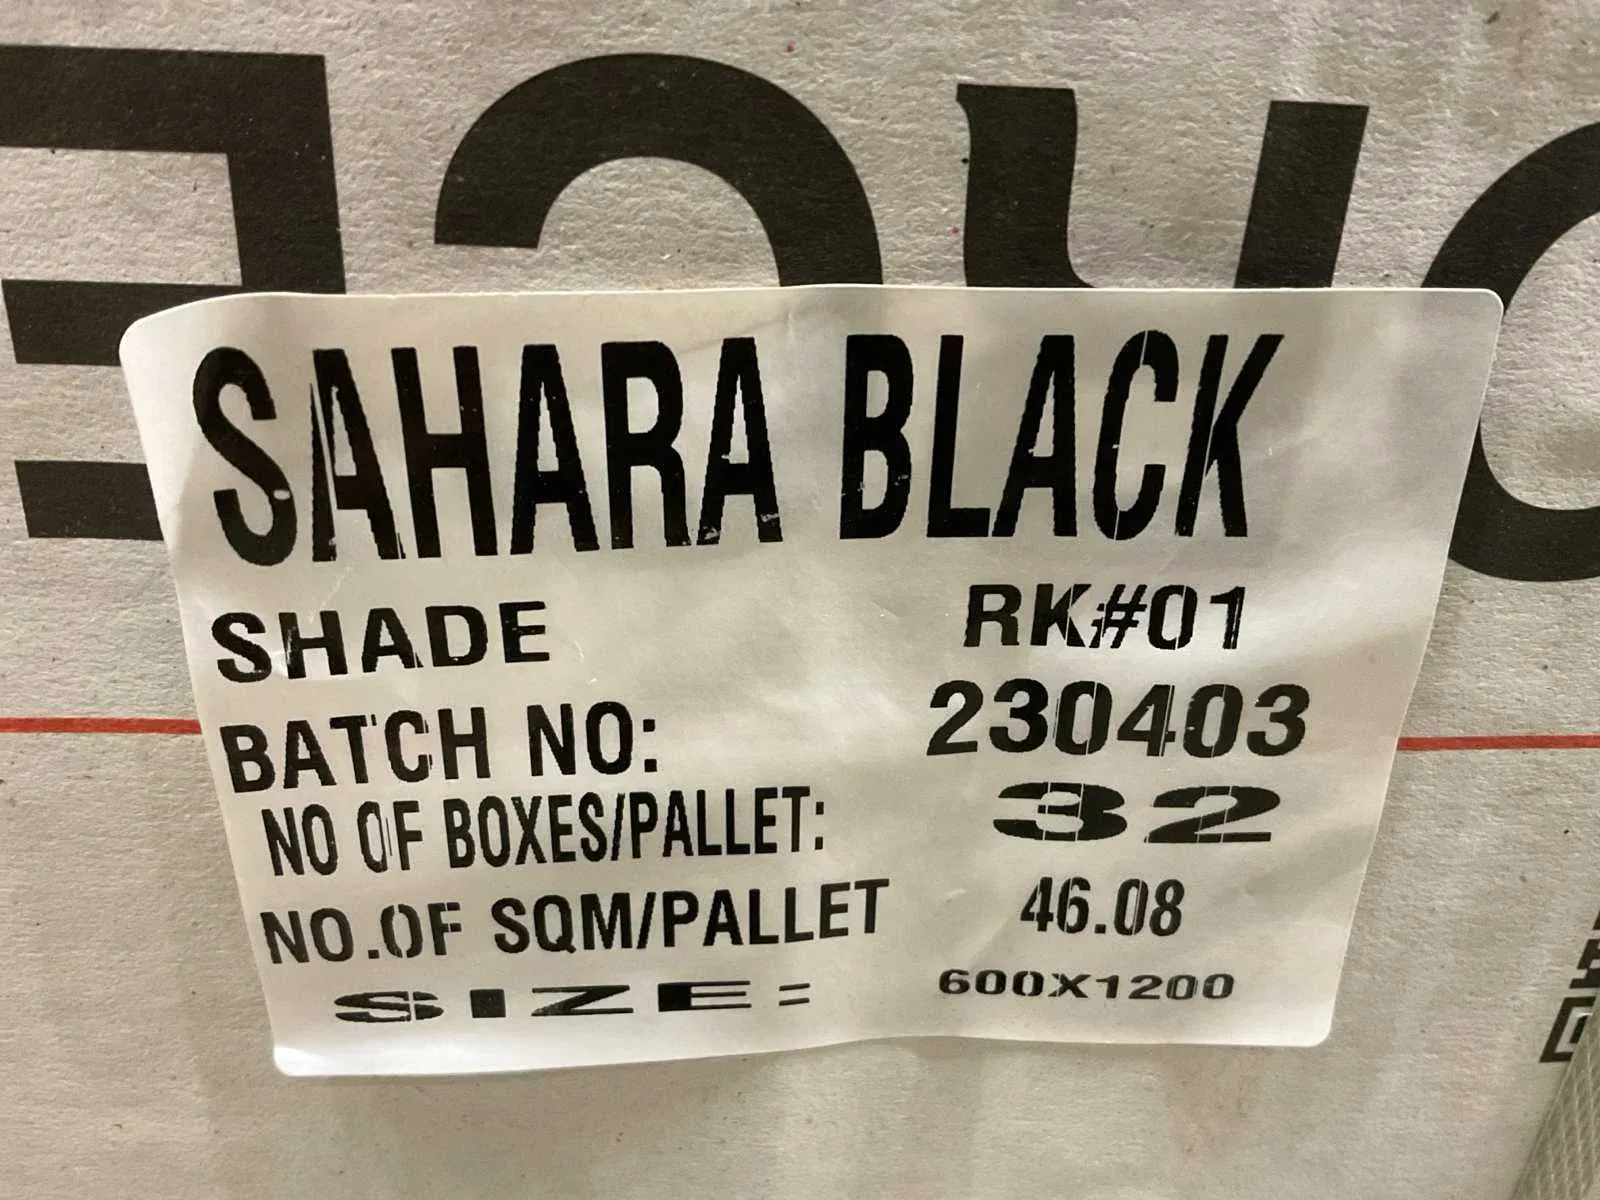 SAHARA BLACK
SHADE RK#01
BATCH NO: 230403
NO OF BOXES/PALLET: 32
NO.OF SQM/PALLET 46.08
SIZE= 600X1200